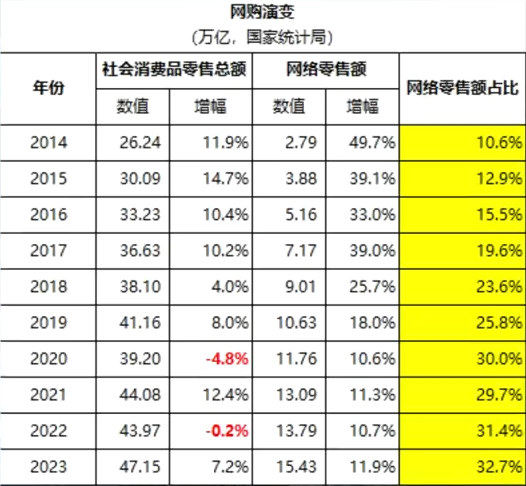 网购演变
(万亿，国家统计局)
年份 社会消费品零售总额 网络零售额 网络零售额占比
数值 增幅 数值 增幅
2014 26.24 11.9% 2.79 49.7% 10.6%
2015 30.09 14.7% 3.88 39.1% 12.9%
2016 33.23 10.4% 5.16 33.0% 15.5%
2017 36.63 10.2% 7.17 39.0% 19.6%
2018 38.10 4.0% 9.01 25.7% 23.6%
2019 41.16 8.0% 10.63 18.0% 25.8%
2020 39.20 -4.8% 11.76 10.6% 30.0%
2021 44.08 12.4% 13.09 11.3% 29.7%
2022 43.97 -0.2% 13.79 10.7% 31.4%
2023 47.15 7.2% 15.43 11.9% 32.7%